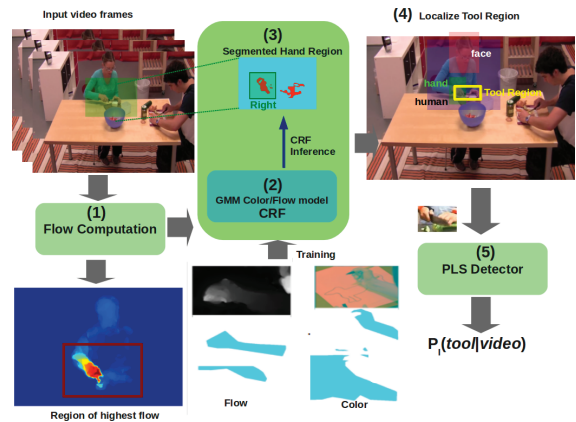 Input video frames
(3)
Segmented Hand Region
Right
CRF
Inference
(2)
GMM Color/Flow model
CRF
(4)
Localize Tool Region
face
hand
Tool Region
human
(1)
Flow Computation
Training
(5)
PLS Detector
P_l(tool|video)
Region of highest flow
Flow
Color